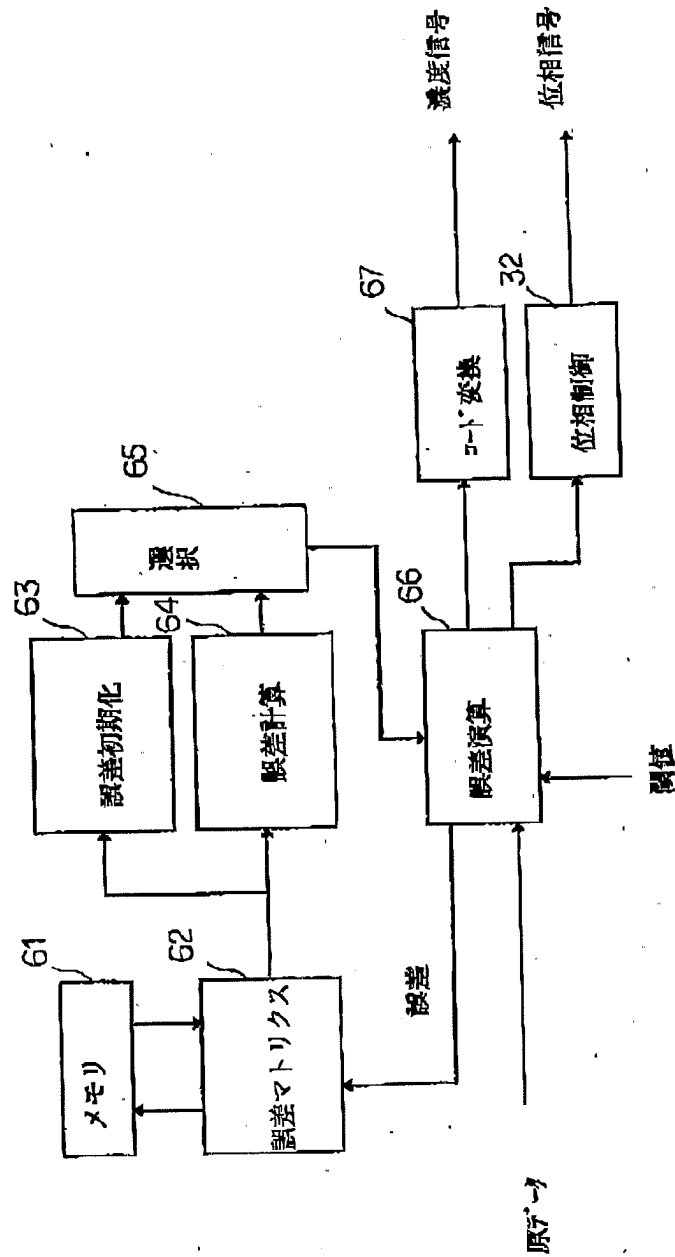 61
メモリ
62
誤差マトリクス
63
誤差初期化
64
誤差計算
65
選択
誤差
66
誤差演算
67
コード変換
濃度信号
32
位相制御
位相信号
原データ
閾値